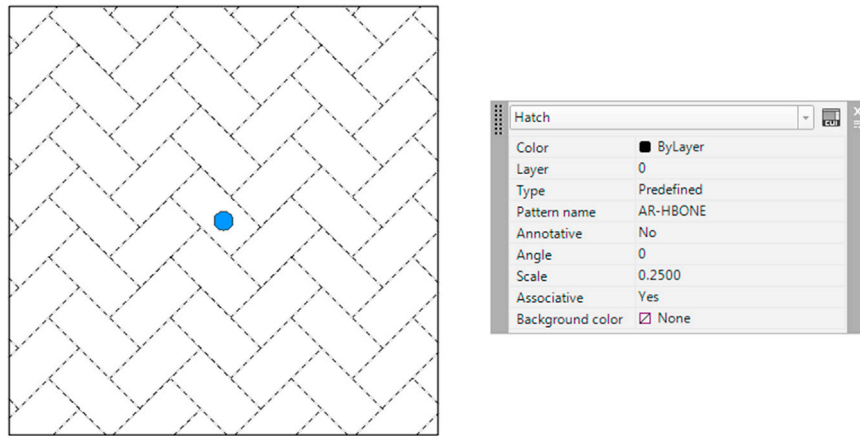 Hatch
CUI
Color ByLayer
Layer 0
Type Predefined
Pattern name AR-HBONE
Annotative No
Angle 0
Scale 0.2500
Associative Yes
Background color None